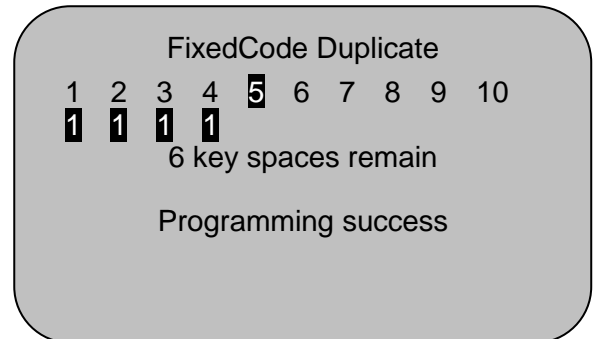 FixedCode Duplicate
1 2 3 4 5 6 7 8 9 10
1 1 1 1
6 key spaces remain
Programming success